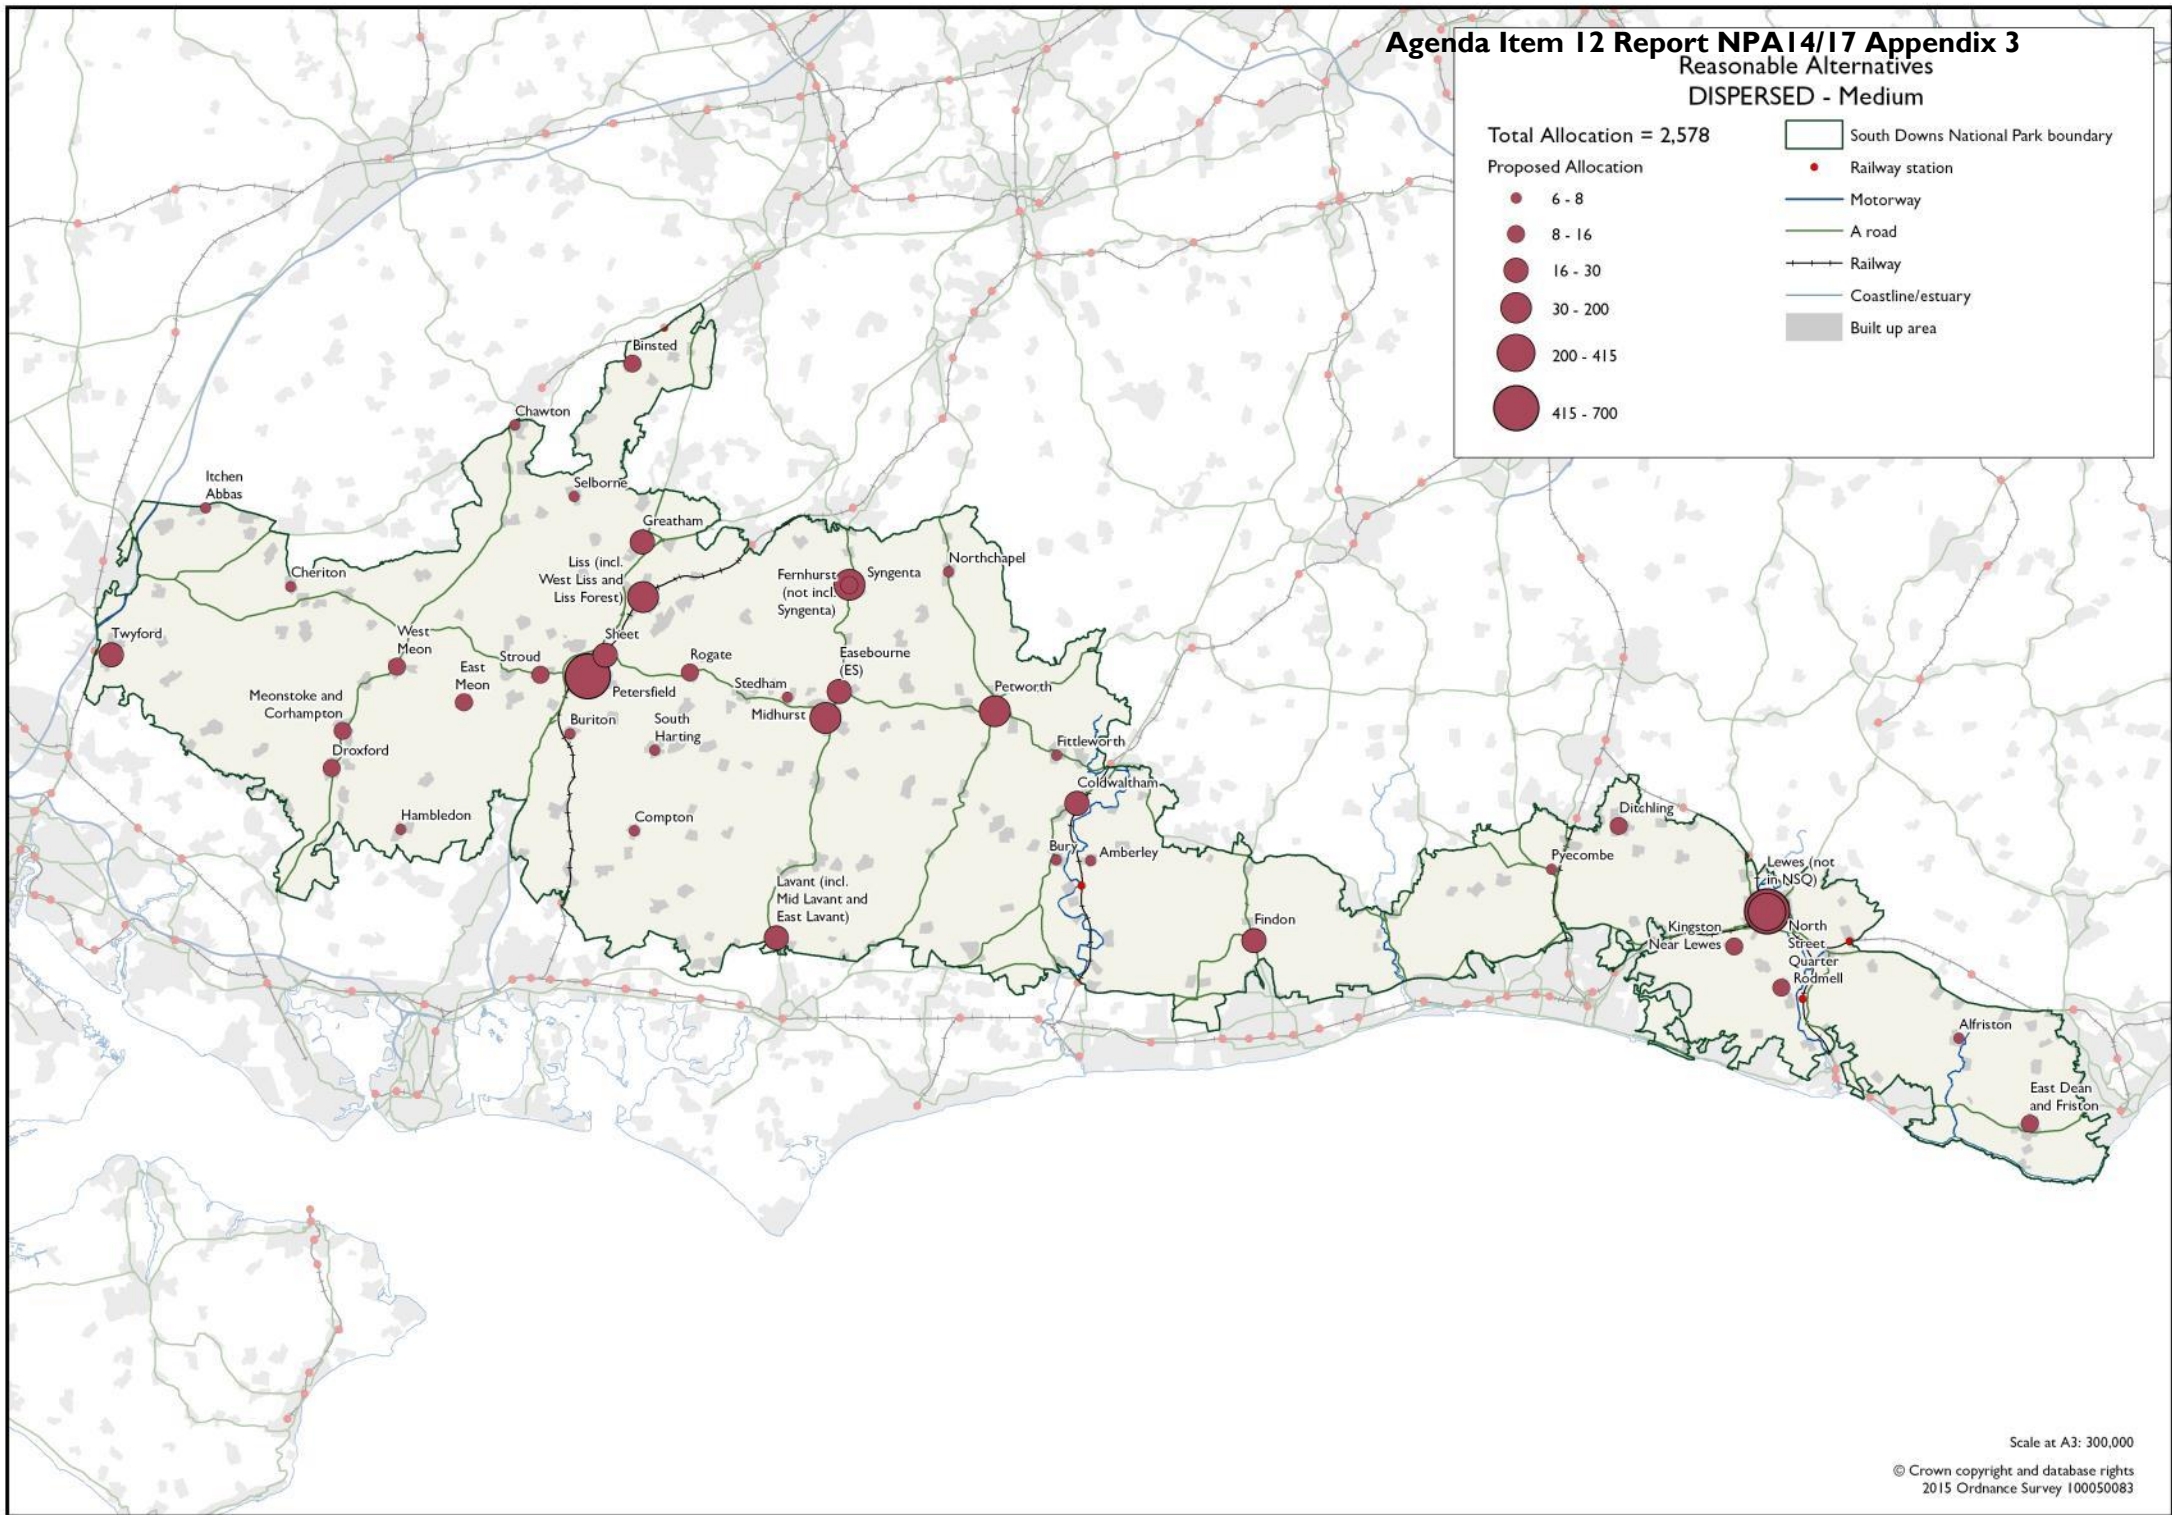 Agenda Item 12 Report NPA14/17 Appendix 3
Reasonable Alternatives
DISPERSED - Medium
Total Allocation = 2,578
Proposed Allocation
6 - 8
8 - 16
16 - 30
30 - 200
200 - 415
415 - 700
South Downs National Park boundary
Railway station
Motorway
A road
Railway
Coastline/estuary
Built up area
Binsted
Chawton
Itchen
Abbas
Selborne
Greatham
Cheriton
Liss (incl.
West Liss and
Liss Forest)
Fernhurst
(not incl.
Syngenta)
Syngenta
Northchapel
Twyford
West
Meon
Sheet
Stroud
East
Meon
Rogate
Easebourne
(ES)
Stedham
Petersfield
Petworth
Meonstoke and
Corhampton
Midhurst
Buriton
South
Harting
Droxford
Fittleworth
Coldwaltham
Hambledon
Compton
Ditchling
Bury
Amberley
Pyecombe
Lewes (not
in NSQ)
Lavant (incl.
Mid Lavant and
East Lavant)
Findon
Kingston
Near Lewes
North
Street
Quarter
Rodmell
Alfriston
East Dean
and Friston
Scale at A3: 300,000
© Crown copyright and database rights
2015 Ordnance Survey 100050083